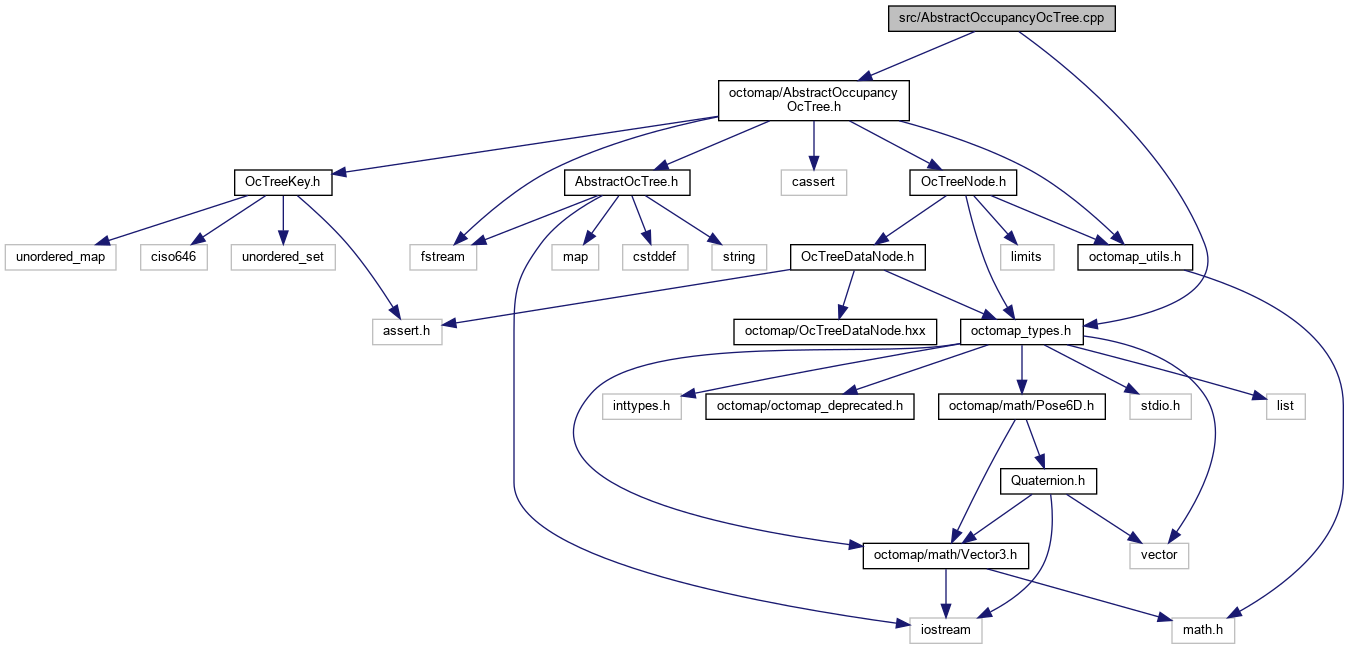 src/AbstractOccupancyOcTree.cpp
octomap/AbstractOccupancy
OcTree.h
OcTreeKey.h
AbstractOcTree.h
cassert
OcTreeNode.h
unordered_map
ciso646
unordered_set
fstream
map
cstddef
string
OcTreeDataNode.h
limits
octomap_utils.h
assert.h
octomap/OcTreeDataNode.hxx
octomap_types.h
inttypes.h
octomap/octomap_deprecated.h
octomap/math/Pose6D.h
stdio.h
list
Quaternion.h
octomap/math/Vector3.h
vector
iostream
math.h